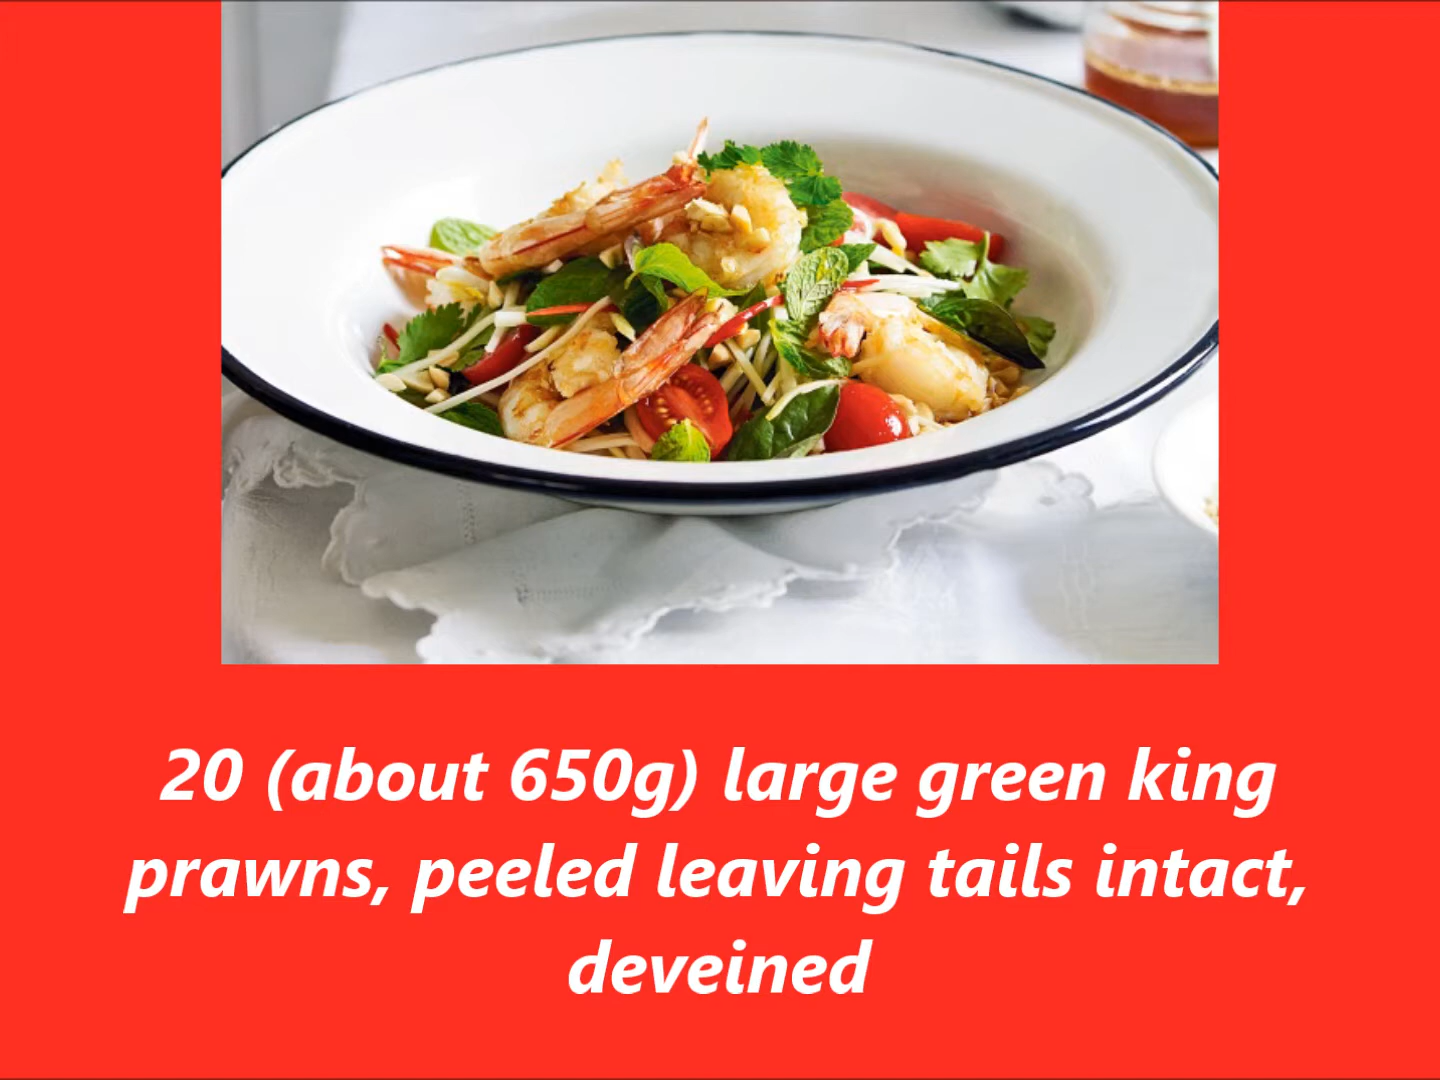 20 (about 650g) large green king
prawns, peeled leaving tails intact,
deveined